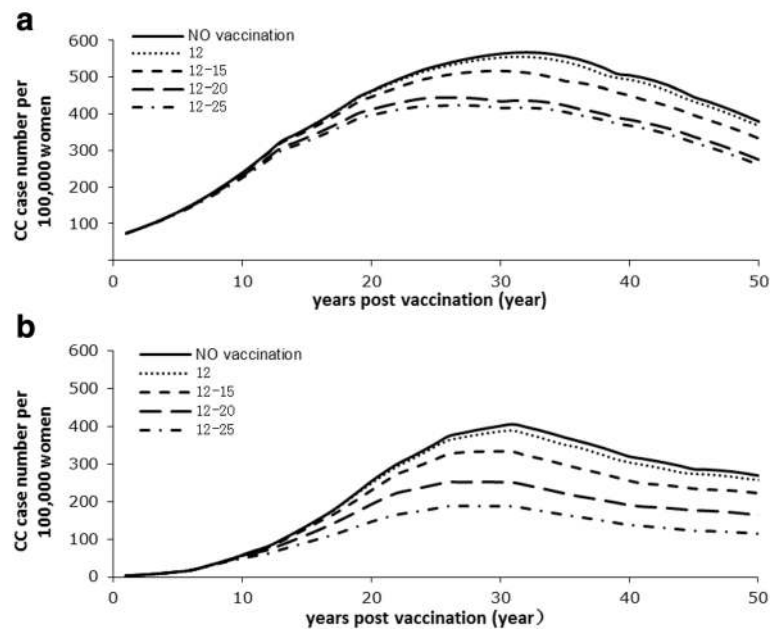 a
CC case number per
100,000 women
600
500
400
300
200
100
0
NO vaccination
12
12-15
12-20
12-25
0 10 20 30 40 50
years post vaccination (year)
b
CC case number per
100,000 women
600
500
400
300
200
100
0
NO vaccination
12
12-15
12-20
12-25
0 10 20 30 40 50
years post vaccination (year）